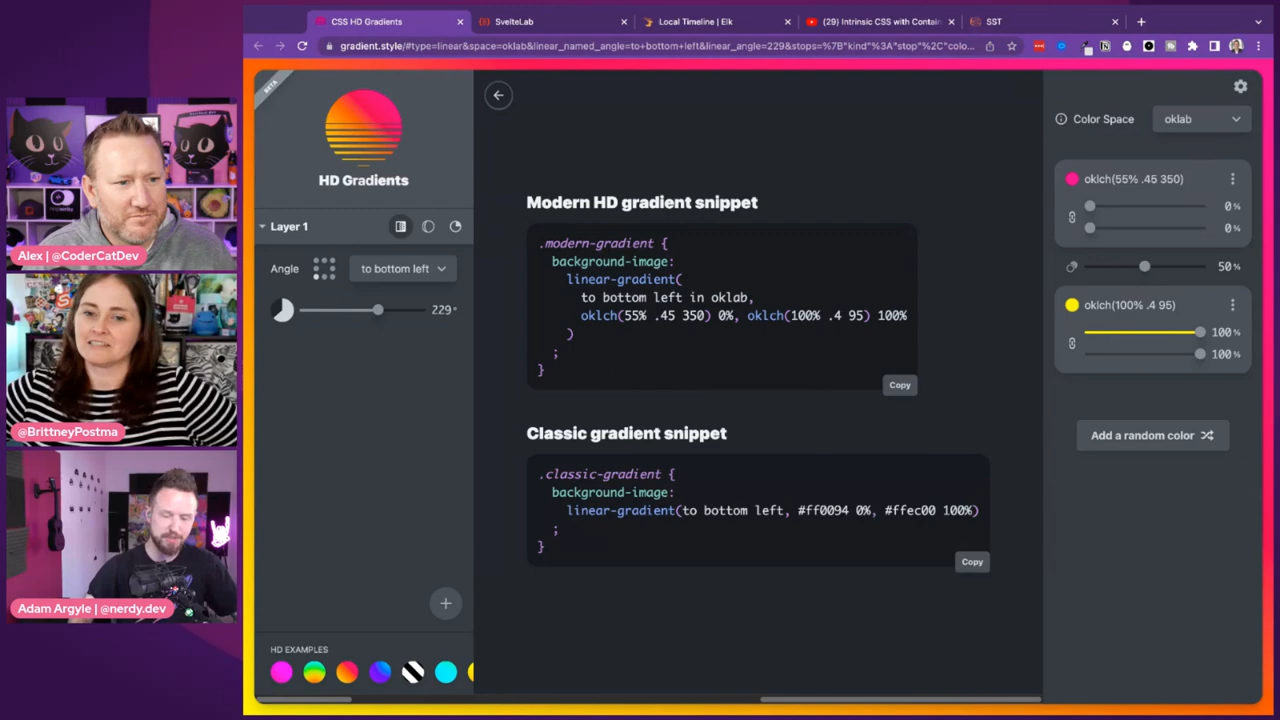 CSS HD Gradients
SvelteLab
Local Timeline | Elk
(29) Intrinsic CSS with Contain
SST
gradient.style/#type=linear&space=oklab&linear_named_angle=to+bottom+left&linear_angle=229&stops=%7B"kind"%3A"stop"%2C"colo...
BETA
HD Gradients
Layer 1
Angle
to bottom left
229°
HD EXAMPLES
Modern HD gradient snippet
.modern-gradient {
background-image:
linear-gradient(
to bottom left in oklab,
oklch(55% .45 350) 0%, oklch(100% .4 95) 100%
)
;
}
Copy
Classic gradient snippet
.classic-gradient {
background-image:
linear-gradient(to bottom left, #ff0094 0%, #ffec00 100%)
;
}
Copy
Color Space
oklab
oklch(55% .45 350)
0%
0%
50%
oklch(100% .4 95)
100%
100%
Add a random color
Alex | @CoderCatDev
@BrittneyPostma
Adam Argyle | @nerdy.dev